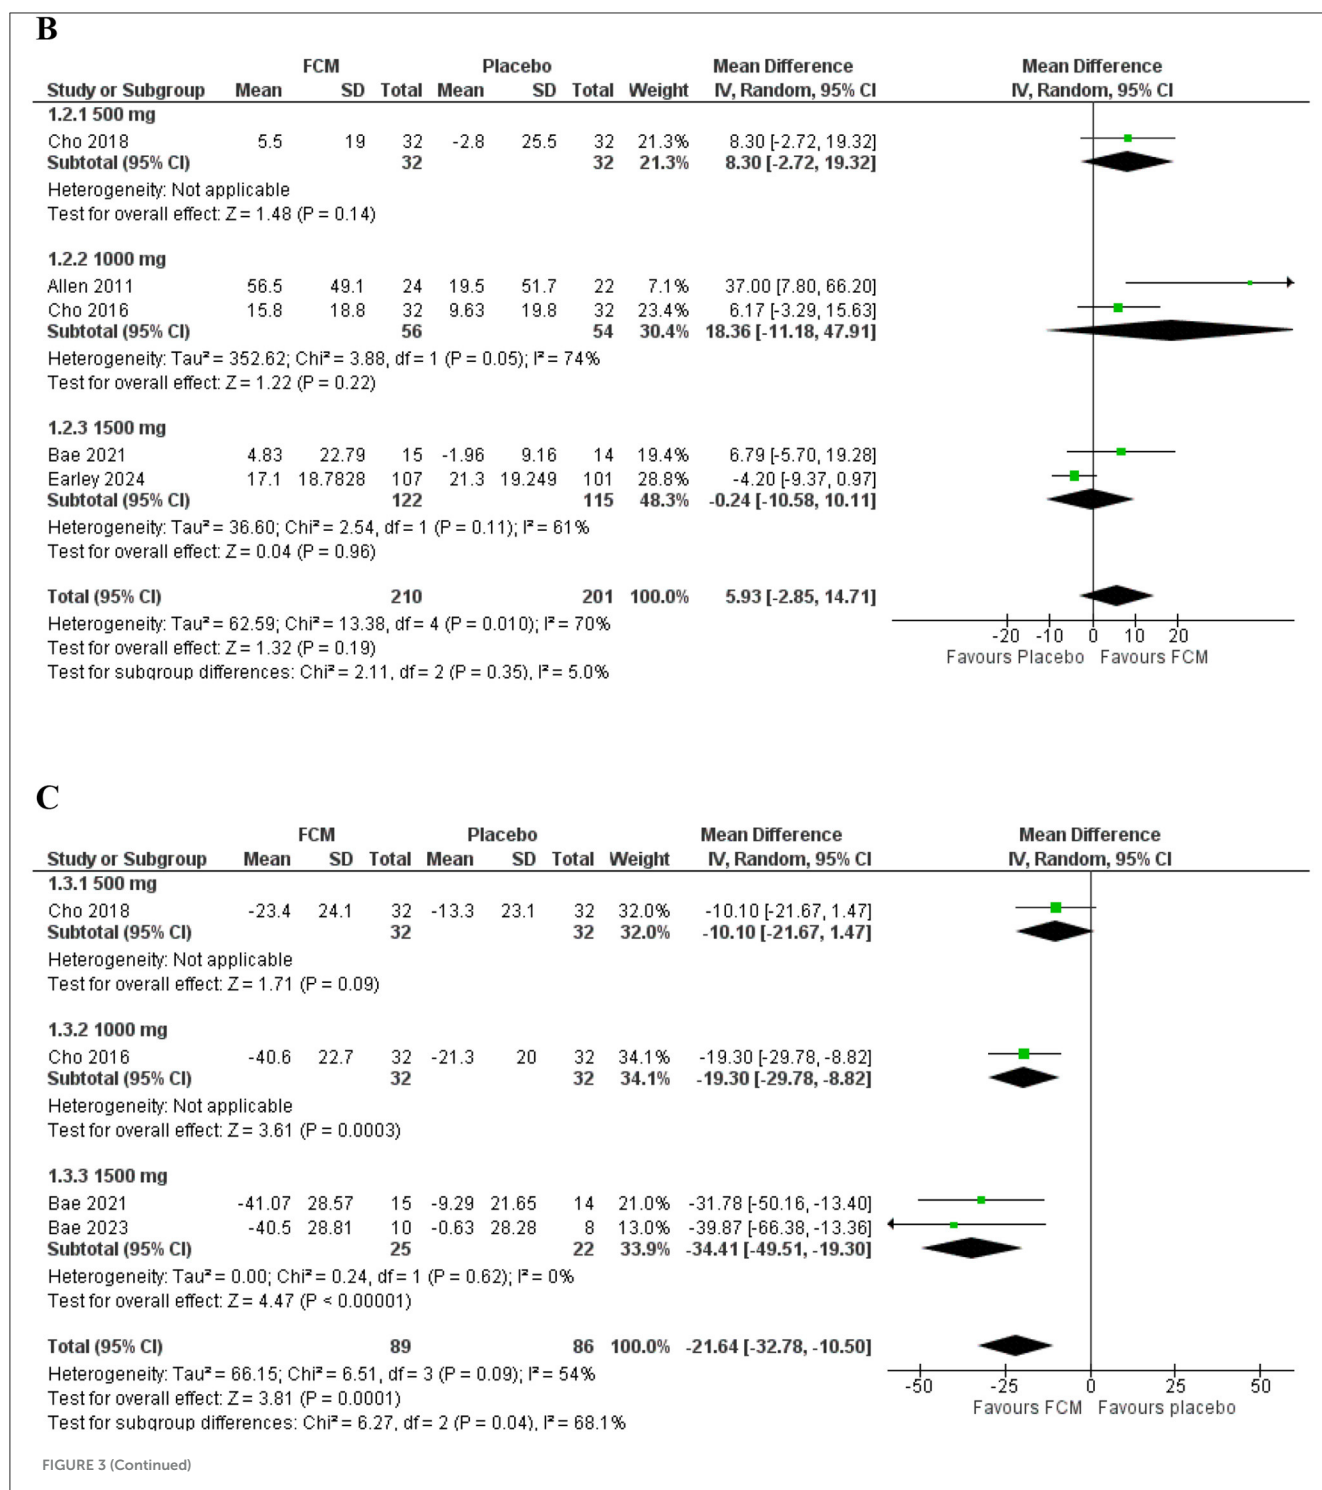 B
FCM Placebo Mean Difference Mean Difference
Study or Subgroup Mean SD Total Mean SD Total Weight IV, Random, 95% CI IV, Random, 95% CI
1.2.1 500 mg
Cho 2018 5.5 19 32 -2.8 25.5 32 21.3% 8.30 [-2.72, 19.32]
Subtotal (95% CI) 32 32 21.3% 8.30 [-2.72, 19.32]
Heterogeneity: Not applicable
Test for overall effect: Z = 1.48 (P = 0.14)
1.2.2 1000 mg
Allen 2011 56.5 49.1 24 19.5 51.7 22 7.1% 37.00 [7.80, 66.20]
Cho 2016 15.8 18.8 32 9.63 19.8 32 23.4% 6.17 [-3.29, 15.63]
Subtotal (95% CI) 56 54 30.4% 18.36 [-11.18, 47.91]
Heterogeneity: Tau² = 352.62; Chi² = 3.88, df = 1 (P = 0.05); I² = 74%
Test for overall effect: Z = 1.22 (P = 0.22)
1.2.3 1500 mg
Bae 2021 4.83 22.79 15 -1.96 9.16 14 19.4% 6.79 [-5.70, 19.28]
Earley 2024 17.1 18.7828 107 21.3 19.249 101 28.8% -4.20 [-9.37, 0.97]
Subtotal (95% CI) 122 115 48.3% -0.24 [-10.58, 10.11]
Heterogeneity: Tau² = 36.60; Chi² = 2.54, df = 1 (P = 0.11); I² = 61%
Test for overall effect: Z = 0.04 (P = 0.96)
Total (95% CI) 210 201 100.0% 5.93 [-2.85, 14.71]
Heterogeneity: Tau² = 62.59; Chi² = 13.38, df = 4 (P = 0.010); I² = 70%
Test for overall effect: Z = 1.32 (P = 0.19)
Test for subgroup differences: Chi² = 2.11, df = 2 (P = 0.35), I² = 5.0%
-20 -10 0 10 20
Favours Placebo Favours FCM
C
FCM Placebo Mean Difference Mean Difference
Study or Subgroup Mean SD Total Mean SD Total Weight IV, Random, 95% CI IV, Random, 95% CI
1.3.1 500 mg
Cho 2018 -23.4 24.1 32 -13.3 23.1 32 32.0% -10.10 [-21.67, 1.47]
Subtotal (95% CI) 32 32 32.0% -10.10 [-21.67, 1.47]
Heterogeneity: Not applicable
Test for overall effect: Z = 1.71 (P = 0.09)
1.3.2 1000 mg
Cho 2016 -40.6 22.7 32 -21.3 20 32 34.1% -19.30 [-29.78, -8.82]
Subtotal (95% CI) 32 32 34.1% -19.30 [-29.78, -8.82]
Heterogeneity: Not applicable
Test for overall effect: Z = 3.61 (P = 0.0003)
1.3.3 1500 mg
Bae 2021 -41.07 28.57 15 -9.29 21.65 14 21.0% -31.78 [-50.16, -13.40]
Bae 2023 -40.5 28.81 10 -0.63 28.28 8 13.0% -39.87 [-66.38, -13.36]
Subtotal (95% CI) 25 22 33.9% -34.41 [-49.51, -19.30]
Heterogeneity: Tau² = 0.00; Chi² = 0.24, df = 1 (P = 0.62); I² = 0%
Test for overall effect: Z = 4.47 (P < 0.00001)
Total (95% CI) 89 86 100.0% -21.64 [-32.78, -10.50]
Heterogeneity: Tau² = 66.15; Chi² = 6.51, df = 3 (P = 0.09); I² = 54%
Test for overall effect: Z = 3.81 (P = 0.0001)
Test for subgroup differences: Chi² = 6.27, df = 2 (P = 0.04), I² = 68.1%
-50 -25 0 25 50
Favours FCM Favours placebo
FIGURE 3 (Continued)